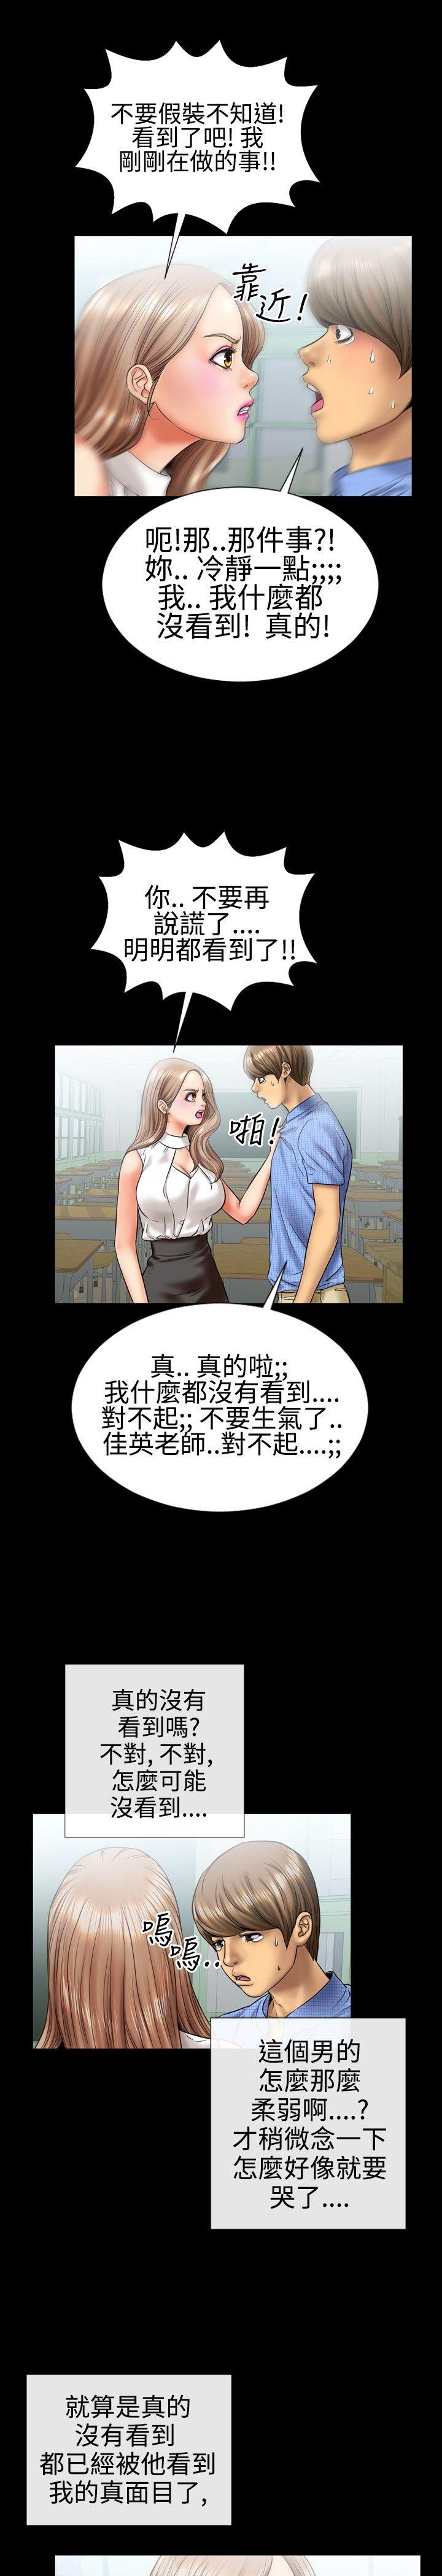 不要假裝不知道!
看到了吧! 我
剛剛在做的事!!
靠
近!
呃!那..那件事?!
妳.. 冷靜一點;;;;
我.. 我什麼都
沒看到! 真的!
你.. 不要再
說謊了....
明明都看到了!!
啪!
真.. 真的啦;;
我什麼都沒有看到....
對不起;; 不要生氣了..
佳英老師..對不起....;;
真的沒有
看到嗎?
不對, 不對,
怎麼可能
沒看到....
嗚
嗚..
這個男的
怎麼那麼
柔弱啊....?
才稍微念一下
怎麼好像就要
哭了....
就算是真的
沒有看到
都已經被他看到
我的真面目了,